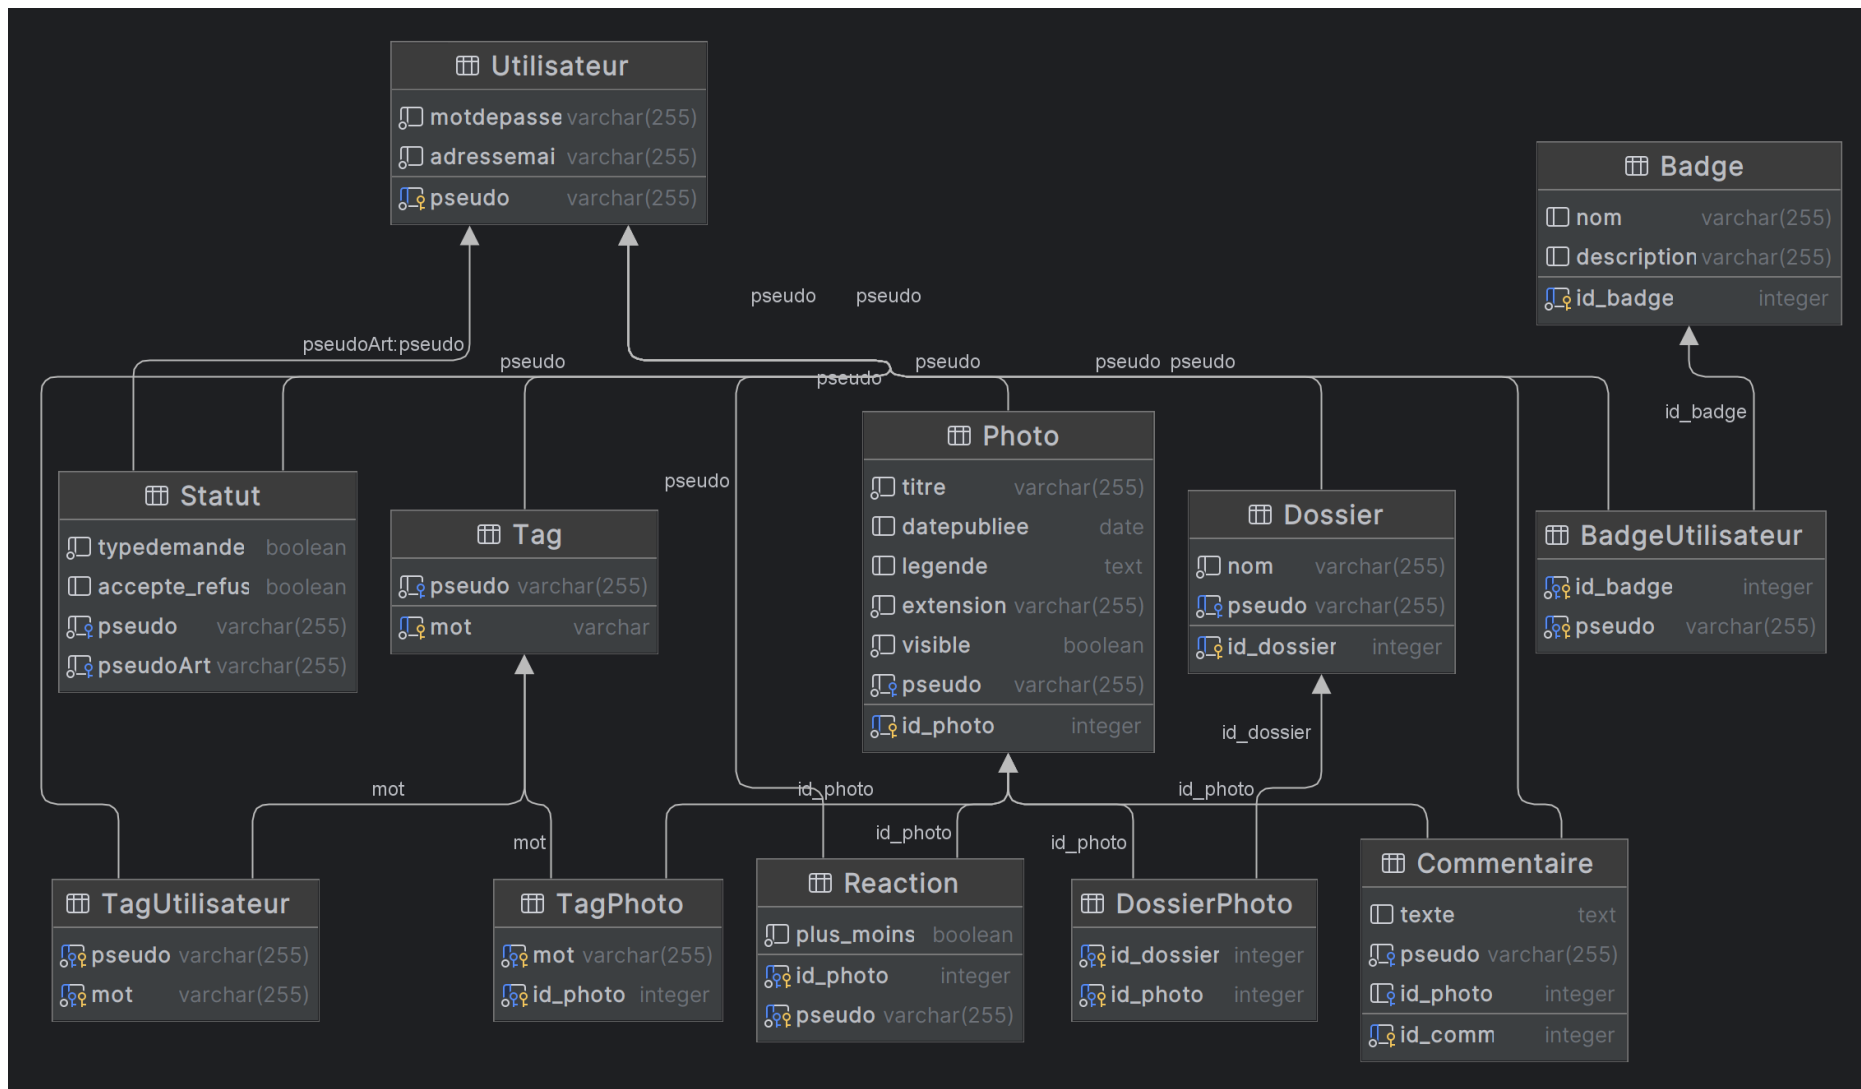 Utilisateur
motdepasse varchar(255)
adressemai varchar(255)
pseudo varchar(255)
Badge
nom varchar(255)
description varchar(255)
id_badge integer
pseudo pseudo
pseudoArt:pseudo
pseudo
pseudo
pseudo
pseudo pseudo
pseudo
id_badge
pseudo
Statut
typedemande boolean
accepte_refus boolean
pseudo varchar(255)
pseudoArt varchar(255)
Tag
pseudo varchar(255)
mot varchar
Photo
titre varchar(255)
datepubliee date
legende text
extension varchar(255)
visible boolean
pseudo varchar(255)
id_photo integer
Dossier
nom varchar(255)
pseudo varchar(255)
id_dossier integer
BadgeUtilisateur
id_badge integer
pseudo varchar(255)
id_dossier
mot
id_photo
id_photo
mot
id_photo
id_photo
TagUtilisateur
pseudo varchar(255)
mot varchar(255)
TagPhoto
mot varchar(255)
id_photo integer
Reaction
plus_moins boolean
id_photo integer
pseudo varchar(255)
DossierPhoto
id_dossier integer
id_photo integer
Commentaire
texte text
pseudo varchar(255)
id_photo integer
id_comm integer